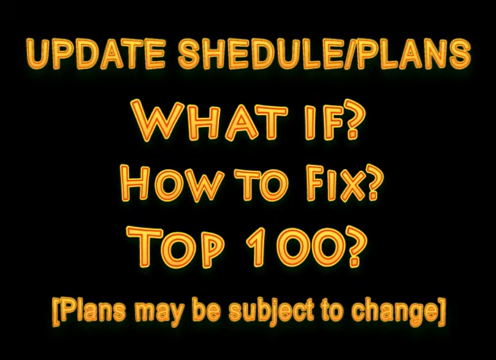 UPDATE SHEDULE/PLANS
WHAT IF?
HOW TO FIX?
TOP 100?
[Plans may be subject to change]